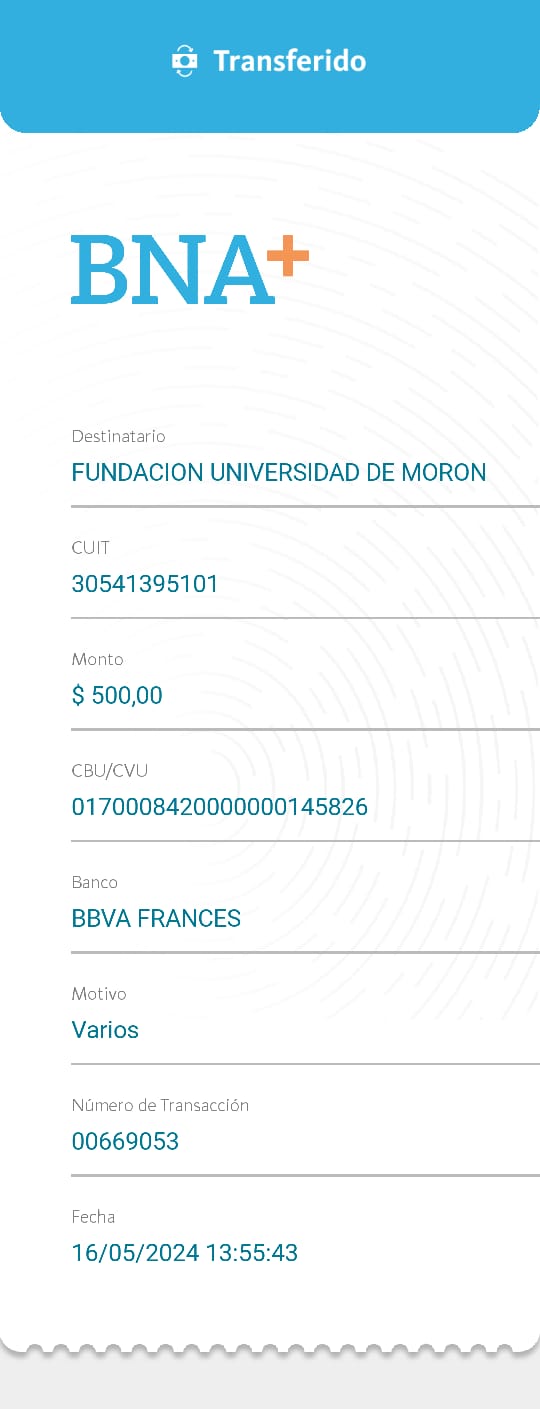 Transferido
BNA+
Destinatario
FUNDACION UNIVERSIDAD DE MORON
CUIT
30541395101
Monto
$ 500,00
CBU/CVU
0170008420000000145826
Banco
BBVA FRANCES
Motivo
Varios
Número de Transacción
00669053
Fecha
16/05/2024 13:55:43